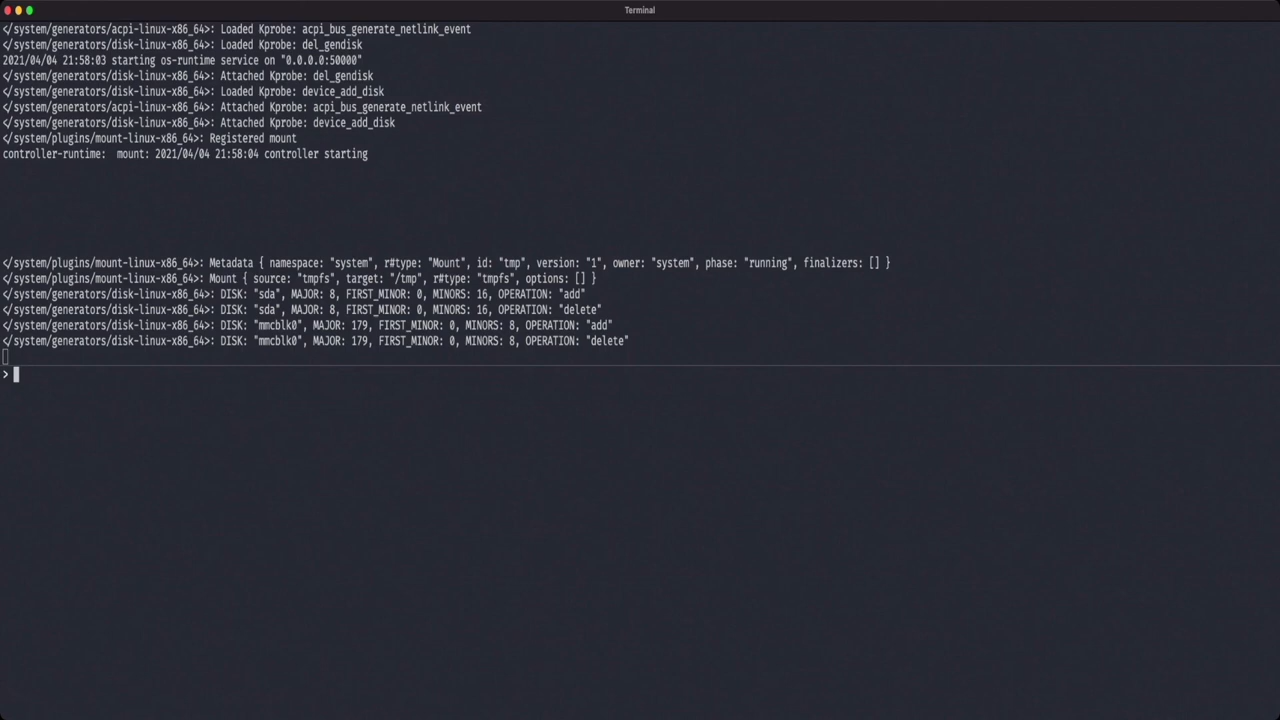 Terminal
</system/generators/acpi-linux-x86_64>: Loaded Kprobe: acpi_bus_generate_netlink_event
</system/generators/disk-linux-x86_64>: Loaded Kprobe: del_gendisk
2021/04/04 21:58:03 starting os-runtime service on "0.0.0.0:50000"
</system/generators/disk-linux-x86_64>: Attached Kprobe: del_gendisk
</system/generators/disk-linux-x86_64>: Loaded Kprobe: device_add_disk
</system/generators/acpi-linux-x86_64>: Attached Kprobe: acpi_bus_generate_netlink_event
</system/generators/disk-linux-x86_64>: Attached Kprobe: device_add_disk
</system/plugins/mount-linux-x86_64>: Registered mount
controller-runtime:  mount: 2021/04/04 21:58:04 controller starting
</system/plugins/mount-linux-x86_64>: Metadata { namespace: "system", r#type: "Mount", id: "tmp", version: "1", owner: "system", phase: "running", finalizers: [] }
</system/plugins/mount-linux-x86_64>: Mount { source: "tmpfs", target: "/tmp", r#type: "tmpfs", options: [] }
</system/generators/disk-linux-x86_64>: DISK: "sda", MAJOR: 8, FIRST_MINOR: 0, MINORS: 16, OPERATION: "add"
</system/generators/disk-linux-x86_64>: DISK: "sda", MAJOR: 8, FIRST_MINOR: 0, MINORS: 16, OPERATION: "delete"
</system/generators/disk-linux-x86_64>: DISK: "mmcblk0", MAJOR: 179, FIRST_MINOR: 0, MINORS: 8, OPERATION: "add"
</system/generators/disk-linux-x86_64>: DISK: "mmcblk0", MAJOR: 179, FIRST_MINOR: 0, MINORS: 8, OPERATION: "delete"
>